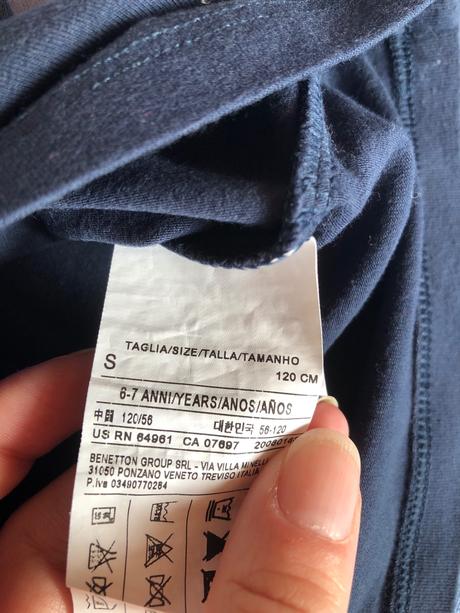 TAGLIA/SIZE/TALLA/TAMANHO
S 120 CM
6-7 ANNI/YEARS/ANOS/AÑOS
中国 120/56 대한민국 56-120
US RN 64961 CA 07697
BENETTON GROUP SRL - VIA VILLA
31050 PONZANO VENETO TREVISO ITALIA
P.iva 03490770264